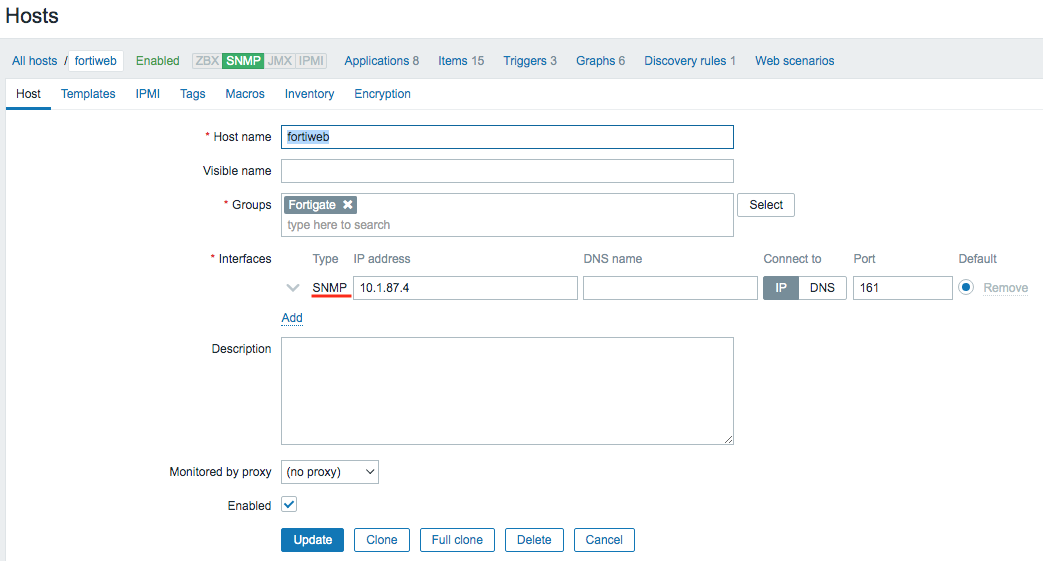 Hosts
All hosts / fortiweb Enabled ZBX SNMP JMX IPMI Applications 8 Items 15 Triggers 3 Graphs 6 Discovery rules 1 Web scenarios
Host Templates IPMI Tags Macros Inventory Encryption
* Host name fortiweb
Visible name
* Groups Fortigate ✖ Select
type here to search
* Interfaces Type IP address DNS name Connect to Port Default
SNMP 10.1.87.4 IP DNS 161 Remove
Add
Description
Monitored by proxy (no proxy)
Enabled
Update Clone Full clone Delete Cancel